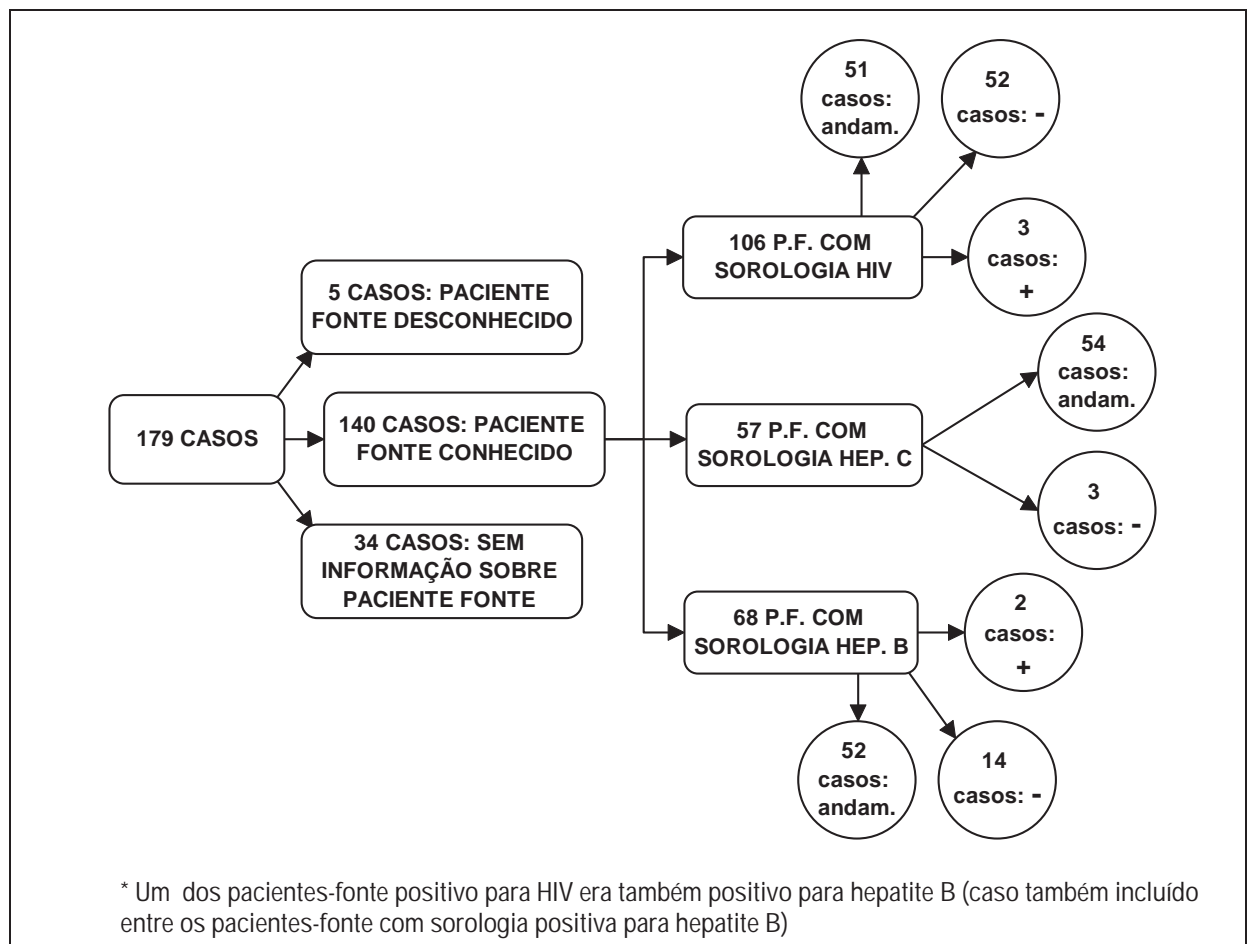 51
casos:
andam.
52
casos: -
106 P.F. COM
SOROLOGIA HIV
3
casos:
+
5 CASOS: PACIENTE
FONTE DESCONHECIDO
54
casos:
andam.
179 CASOS
140 CASOS: PACIENTE
FONTE CONHECIDO
57 P.F. COM
SOROLOGIA HEP. C
3
casos: -
34 CASOS: SEM
INFORMAÇÃO SOBRE
PACIENTE FONTE
68 P.F. COM
SOROLOGIA HEP. B
2
casos:
+
52
casos:
andam.
14
casos: -
* Um dos pacientes-fonte positivo para HIV era também positivo para hepatite B (caso também incluído
entre os pacientes-fonte com sorologia positiva para hepatite B)